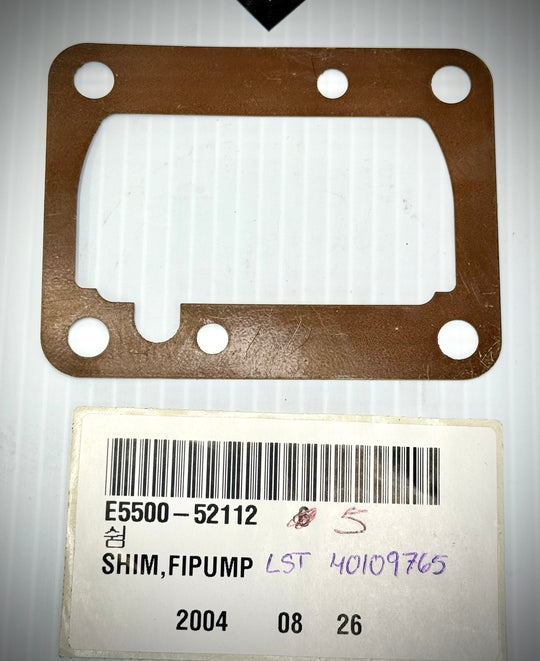 E5500-52112 5
쉼
SHIM,FIPUMP LST 40109765
2004 08 26